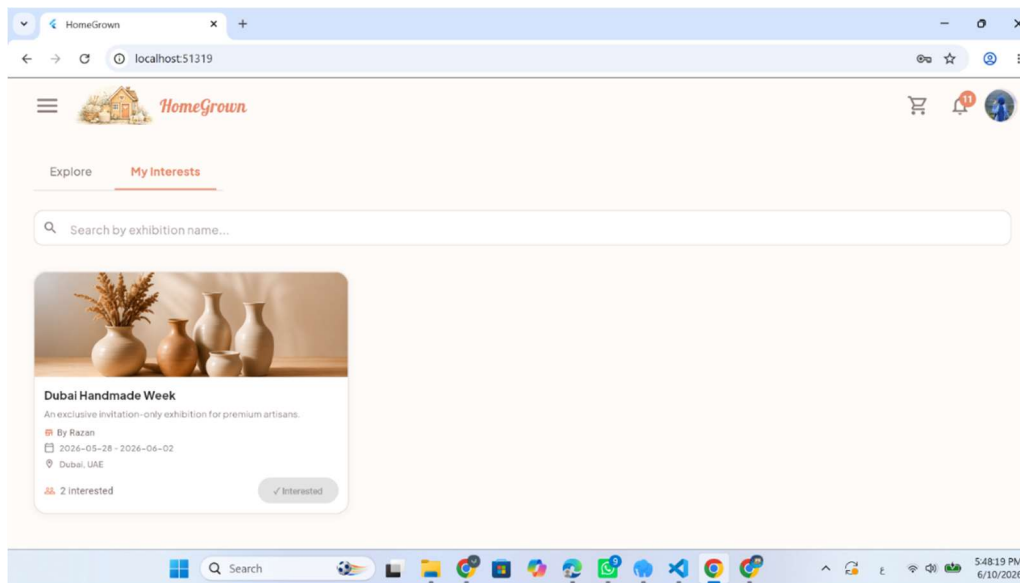 HomeGrown
localhost:51319
HomeGrown
11
Explore
My Interests
Search by exhibition name...
Dubai Handmade Week
An exclusive invitation-only exhibition for premium artisans.
By Razan
2026-05-28 - 2026-06-02
Dubai, UAE
2 interested
✓ Interested
Search
9
ع
5:48:19 PM
6/10/2026